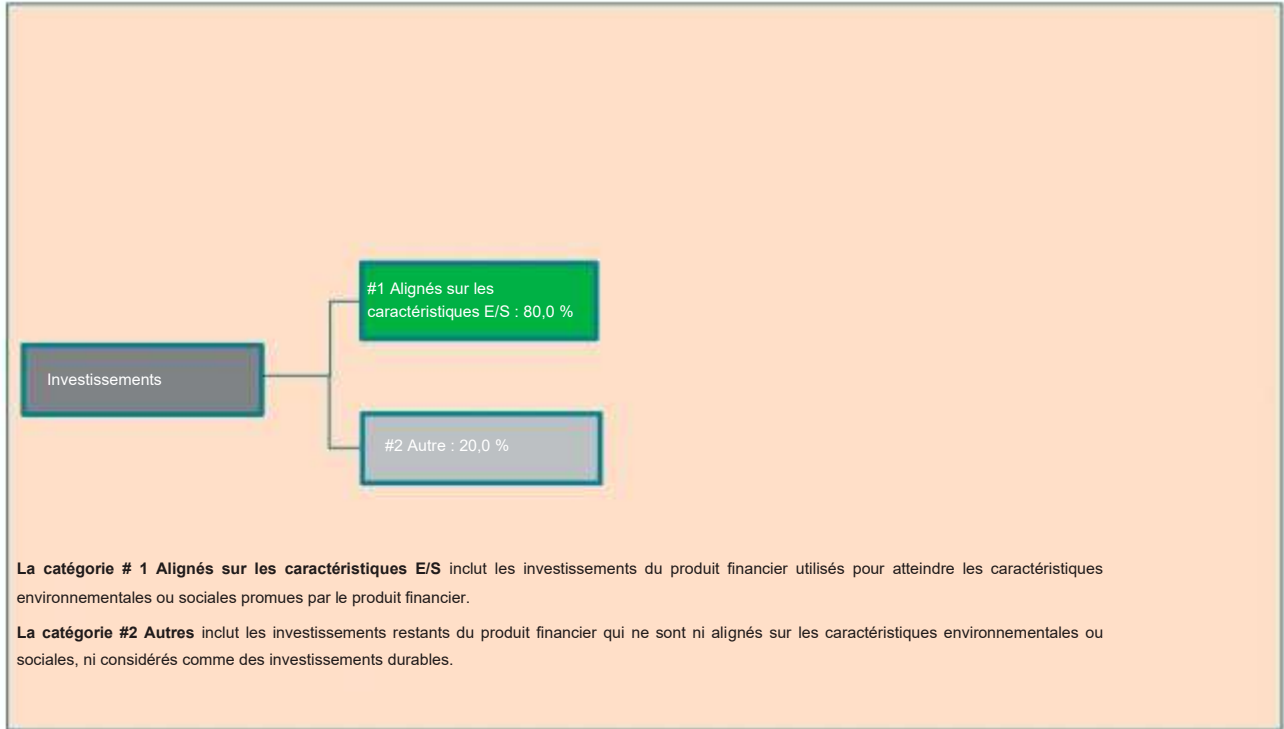 #1 Alignés sur les
caractéristiques E/S : 80,0 %
Investissements
#2 Autre : 20,0 %
La catégorie # 1 Alignés sur les caractéristiques E/S inclut les investissements du produit financier utilisés pour atteindre les caractéristiques
environnementales ou sociales promues par le produit financier.
La catégorie #2 Autres inclut les investissements restants du produit financier qui ne sont ni alignés sur les caractéristiques environnementales ou
sociales, ni considérés comme des investissements durables.